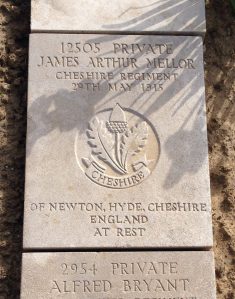 12505 PRIVATE
JAMES ARTHUR MELLOR
CHESHIRE REGIMENT
MAY 1915
CHESHIRE
OF NEWTON, HYDE, CHESHIRE
ENGLAND
AT REST
2954 PRIVATE
ALFRED BRYANT